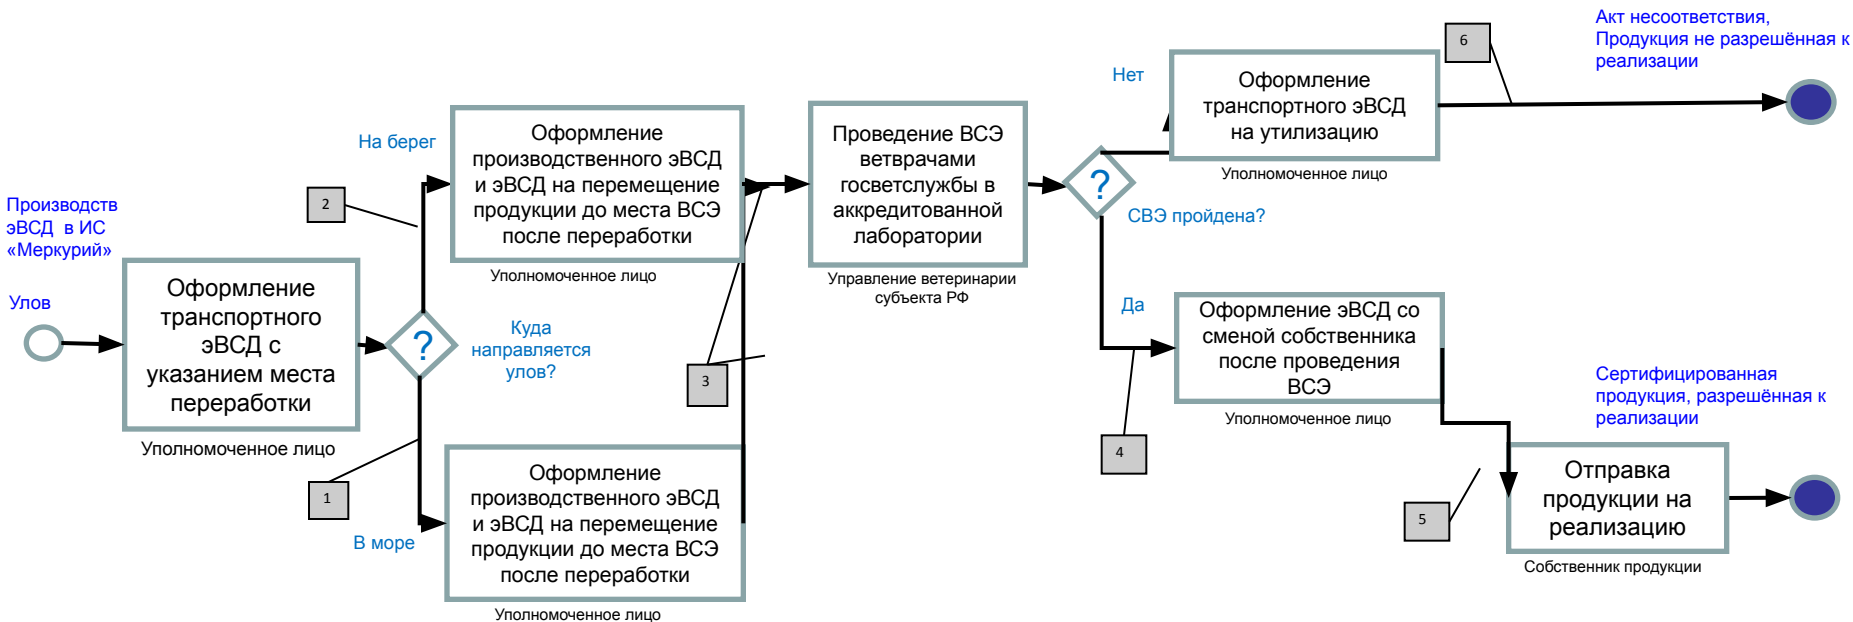 Производств
эВСД в ИС
«Меркурий»
Улов
Оформление
транспортного
эВСД с
указанием места
переработки
Уполномоченное лицо
?
Куда
направляется
улов?
На берег
2
Оформление
производственного эВСД
и эВСД на перемещение
продукции до места ВСЭ
после переработки
Уполномоченное лицо
1
В море
Оформление
производственного эВСД
и эВСД на перемещение
продукции до места ВСЭ
после переработки
Уполномоченное лицо
3
Проведение ВСЭ
ветврачами
госветслужбы в
аккредитованной
лаборатории
Управление ветеринарии
субъекта РФ
?
СВЭ пройдена?
Нет
Оформление
транспортного эВСД
на утилизацию
Уполномоченное лицо
6
Акт несоответствия,
Продукция не разрешённая к
реализации
Да
4
Оформление эВСД со
сменой собственника
после проведения
ВСЭ
Уполномоченное лицо
5
Отправка
продукции на
реализацию
Собственник продукции
Сертифицированная
продукция, разрешённая к
реализации